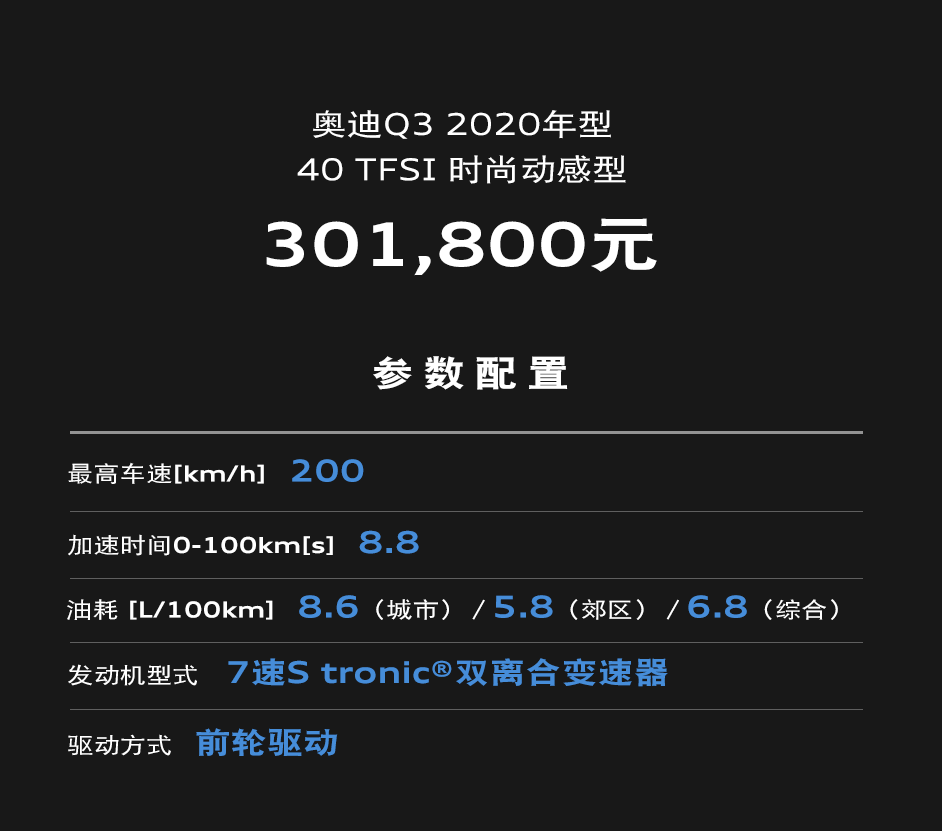 奥迪Q3 2020年型
40 TFSI 时尚动感型
301,800元
参数配置
最高车速[km/h] 200
加速时间0-100km[s] 8.8
油耗 [L/100km] 8.6（城市） / 5.8（郊区） / 6.8（综合）
发动机型式 7速S tronic®双离合变速器
驱动方式 前轮驱动